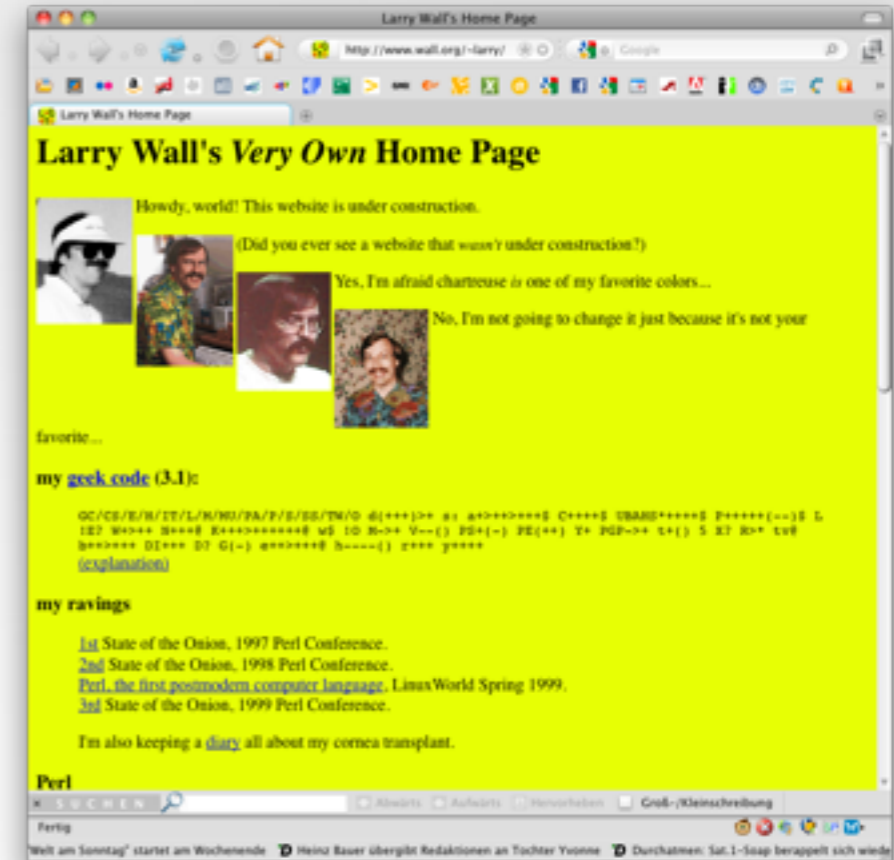 Larry Wall's Home Page
http://www.wall.org/~larry/
Google
Larry Wall's Home Page
Larry Wall's Very Own Home Page
Howdy, world! This website is under construction.
(Did you ever see a website that wasn't under construction?)
Yes, I'm afraid chartreuse is one of my favorite colors...
No, I'm not going to change it just because it's not your
favorite...
my geek code (3.1):
(explanation)
my ravings
1st State of the Onion, 1997 Perl Conference.
2nd State of the Onion, 1998 Perl Conference.
Perl, the first postmodern computer language, LinuxWorld Spring 1999.
3rd State of the Onion, 1999 Perl Conference.
I'm also keeping a diary all about my cornea transplant.
Perl
SUCHEN Abwärts Aufwärts Hervorheben Groß-/Kleinschreibung
Fertig
"Welt am Sonntag" startet am Wochenende Heinz Bauer übergibt Redaktionen an Tochter Yvonne Durchatmen: Sat.1-Soap berappelt sich